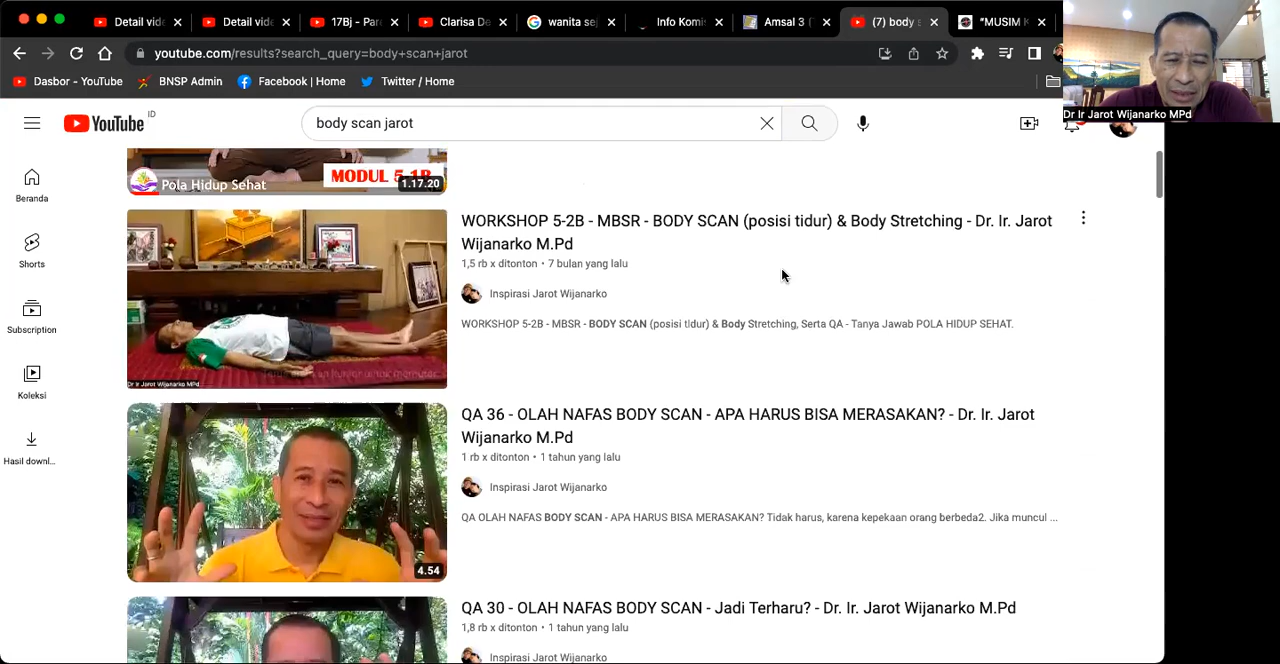 Detail vide
Detail vide
17Bj - Par
Clarisa De
wanita sej
Info Komis
Amsal 3 (T
(7) body s
"MUSIM K
youtube.com/results?search_query=body+scan+jarot
Dasbor - YouTube
BNSP Admin
Facebook | Home
Twitter / Home
Dr Ir Jarot Wijanarko MPd
YouTube ID
body scan jarot
Beranda
Shorts
Subscription
Koleksi
Hasil downl...
Pola Hidup Sehat
MODUL 5-1B
1.17.20
WORKSHOP 5-2B - MBSR - BODY SCAN (posisi tidur) & Body Stretching - Dr. Ir. Jarot
Wijanarko M.Pd
1,5 rb x ditonton • 7 bulan yang lalu
Inspirasi Jarot Wijanarko
WORKSHOP 5-2B - MBSR - BODY SCAN (posisi tidur) & Body Stretching, Serta QA - Tanya Jawab POLA HIDUP SEHAT.
Dr Ir Jarot Wijanarko MPd
QA 36 - OLAH NAFAS BODY SCAN - APA HARUS BISA MERASAKAN? - Dr. Ir. Jarot
Wijanarko M.Pd
1 rb x ditonton • 1 tahun yang lalu
Inspirasi Jarot Wijanarko
QA OLAH NAFAS BODY SCAN - APA HARUS BISA MERASAKAN? Tidak harus, karena kepekaan orang berbeda2. Jika muncul ...
4.54
QA 30 - OLAH NAFAS BODY SCAN - Jadi Terharu? - Dr. Ir. Jarot Wijanarko M.Pd
1,8 rb x ditonton • 1 tahun yang lalu
Inspirasi Jarot Wijanarko